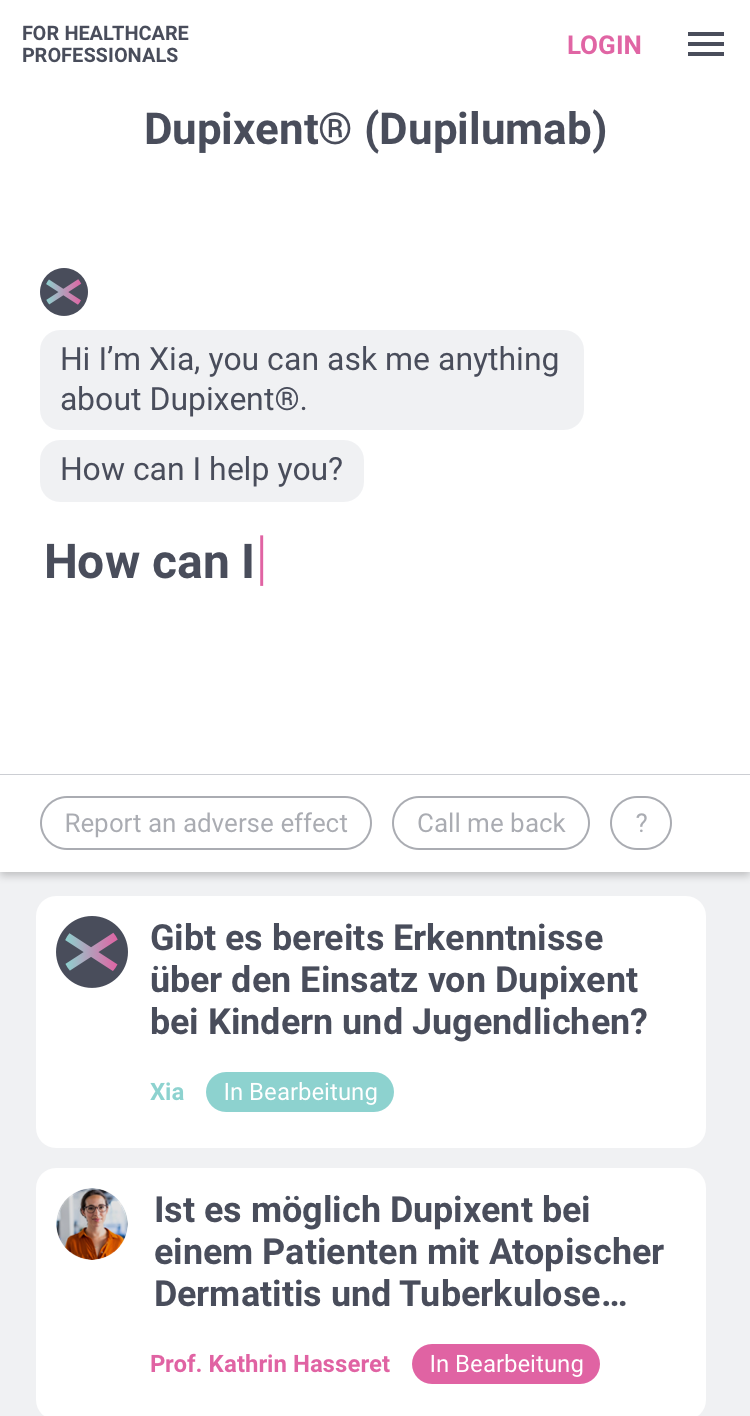 FOR HEALTHCARE
PROFESSIONALS
LOGIN
Dupixent® (Dupilumab)
Hi I’m Xia, you can ask me anything
about Dupixent®.
How can I help you?
How can I
Report an adverse effect
Call me back
?
Gibt es bereits Erkenntnisse
über den Einsatz von Dupixent
bei Kindern und Jugendlichen?
Xia
In Bearbeitung
Ist es möglich Dupixent bei
einem Patienten mit Atopischer
Dermatitis und Tuberkulose…
Prof. Kathrin Hasseret
In Bearbeitung